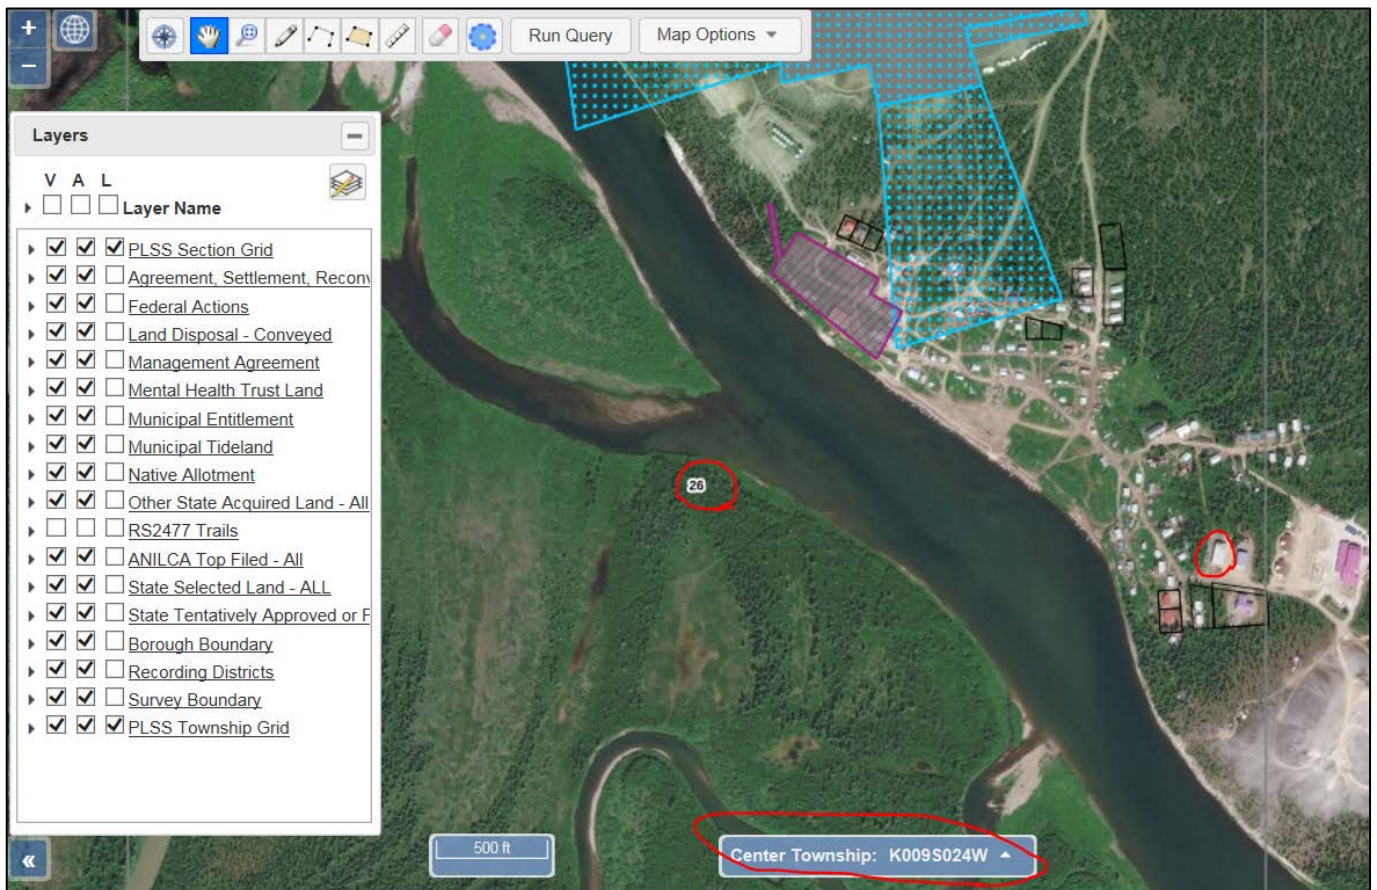 +
−
Run Query
Map Options
Layers
V A L
Layer Name
PLSS Section Grid
Agreement, Settlement, Reconv
Federal Actions
Land Disposal - Conveyed
Management Agreement
Mental Health Trust Land
Municipal Entitlement
Municipal Tideland
Native Allotment
Other State Acquired Land - All
RS2477 Trails
ANILCA Top Filed - All
State Selected Land - ALL
State Tentatively Approved or F
Borough Boundary
Recording Districts
Survey Boundary
PLSS Township Grid
26
«
500 ft
Center Township: K009S024W